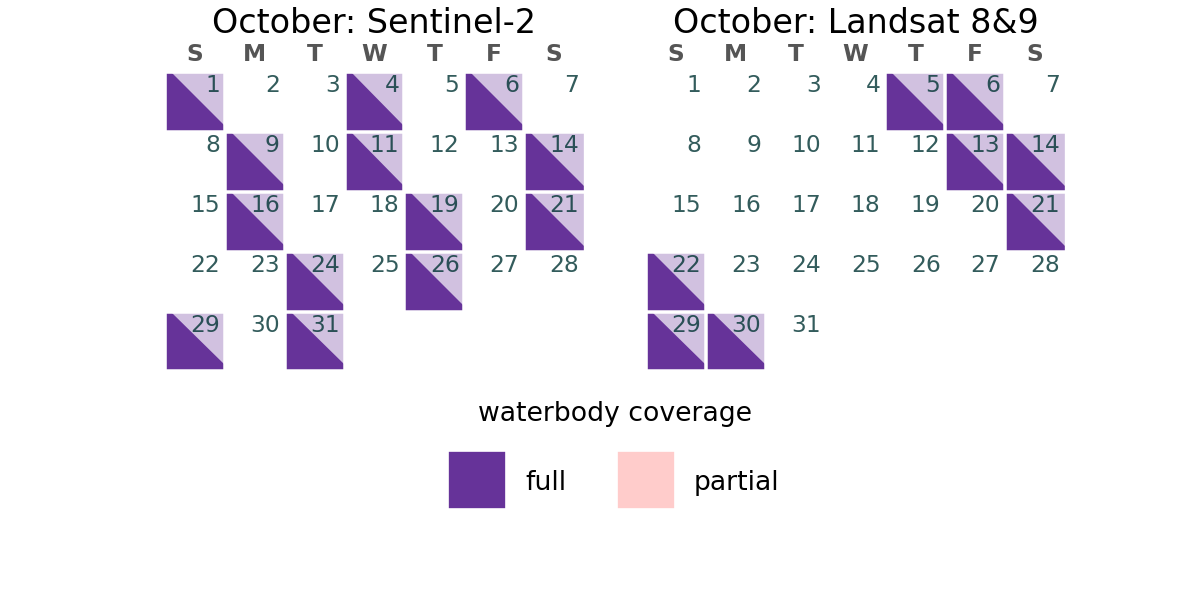 October: Sentinel-2
S M T W T F S
1 2 3 4 5 6 7
8 9 10 11 12 13 14
15 16 17 18 19 20 21
22 23 24 25 26 27 28
29 30 31
October: Landsat 8&9
S M T W T F S
1 2 3 4 5 6 7
8 9 10 11 12 13 14
15 16 17 18 19 20 21
22 23 24 25 26 27 28
29 30 31
waterbody coverage
full partial